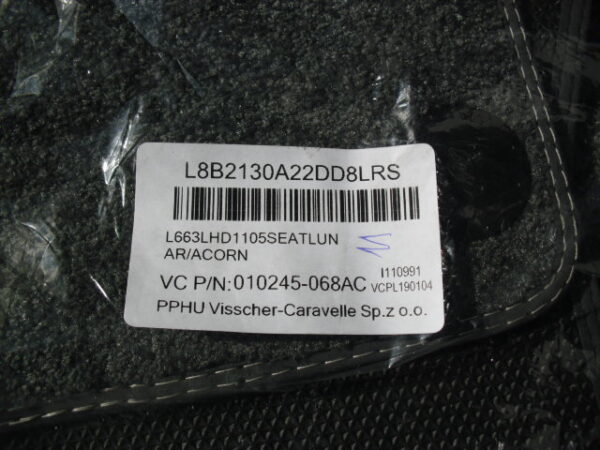 L8B2130A22DD8LRS
L663LHD1105SEATLUN
AR/ACORN
VC P/N:010245-068AC
I110991
VCPL190104
PPHU Visscher-Caravelle Sp.z o.o.